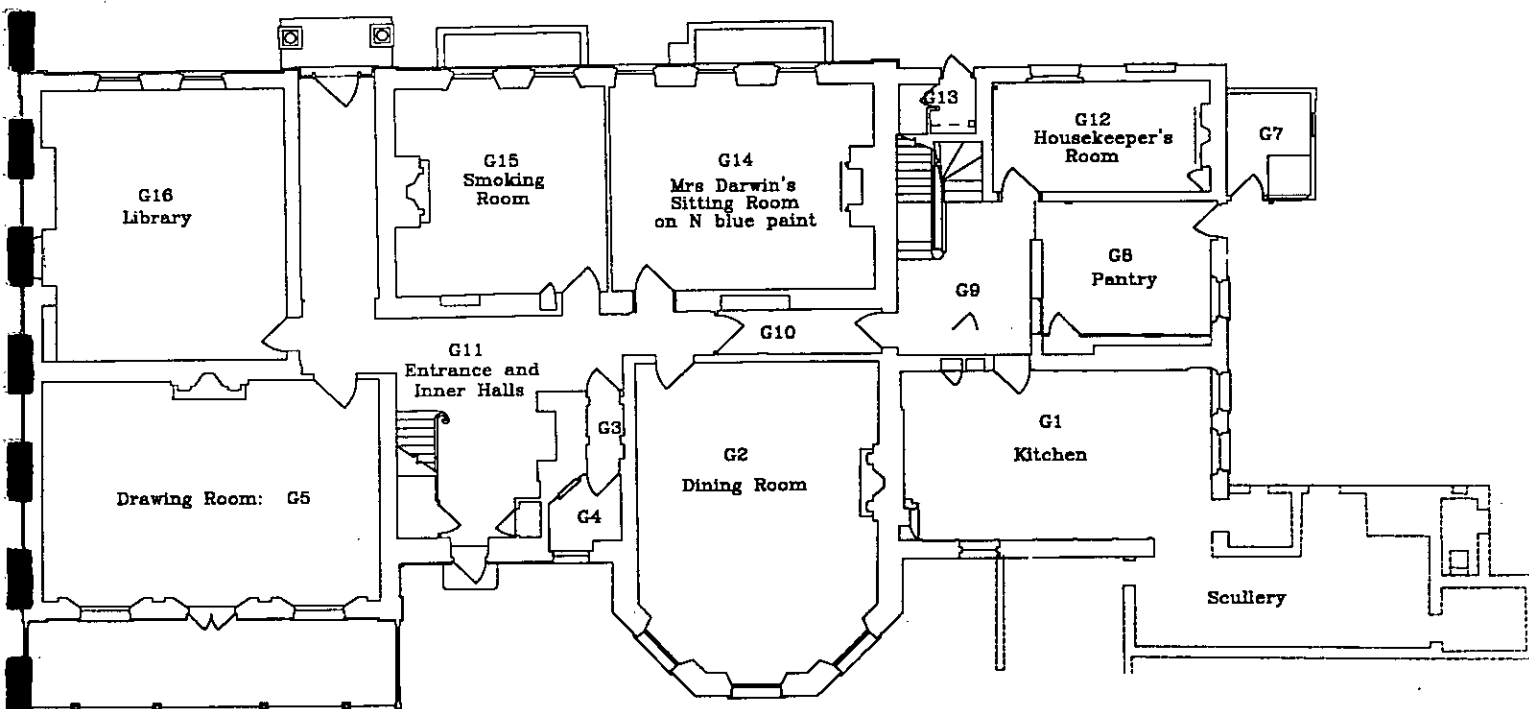 G13
G12
Housekeeper's
Room
G7
G15
Smoking
Room
G14
Mrs Darwin's
Sitting Room
on N blue paint
G16
Library
G8
Pantry
G9
G10
G11
Entrance and
Inner Halls
G3
G1
Kitchen
G2
Dining Room
Drawing Room: G5
G4
Scullery